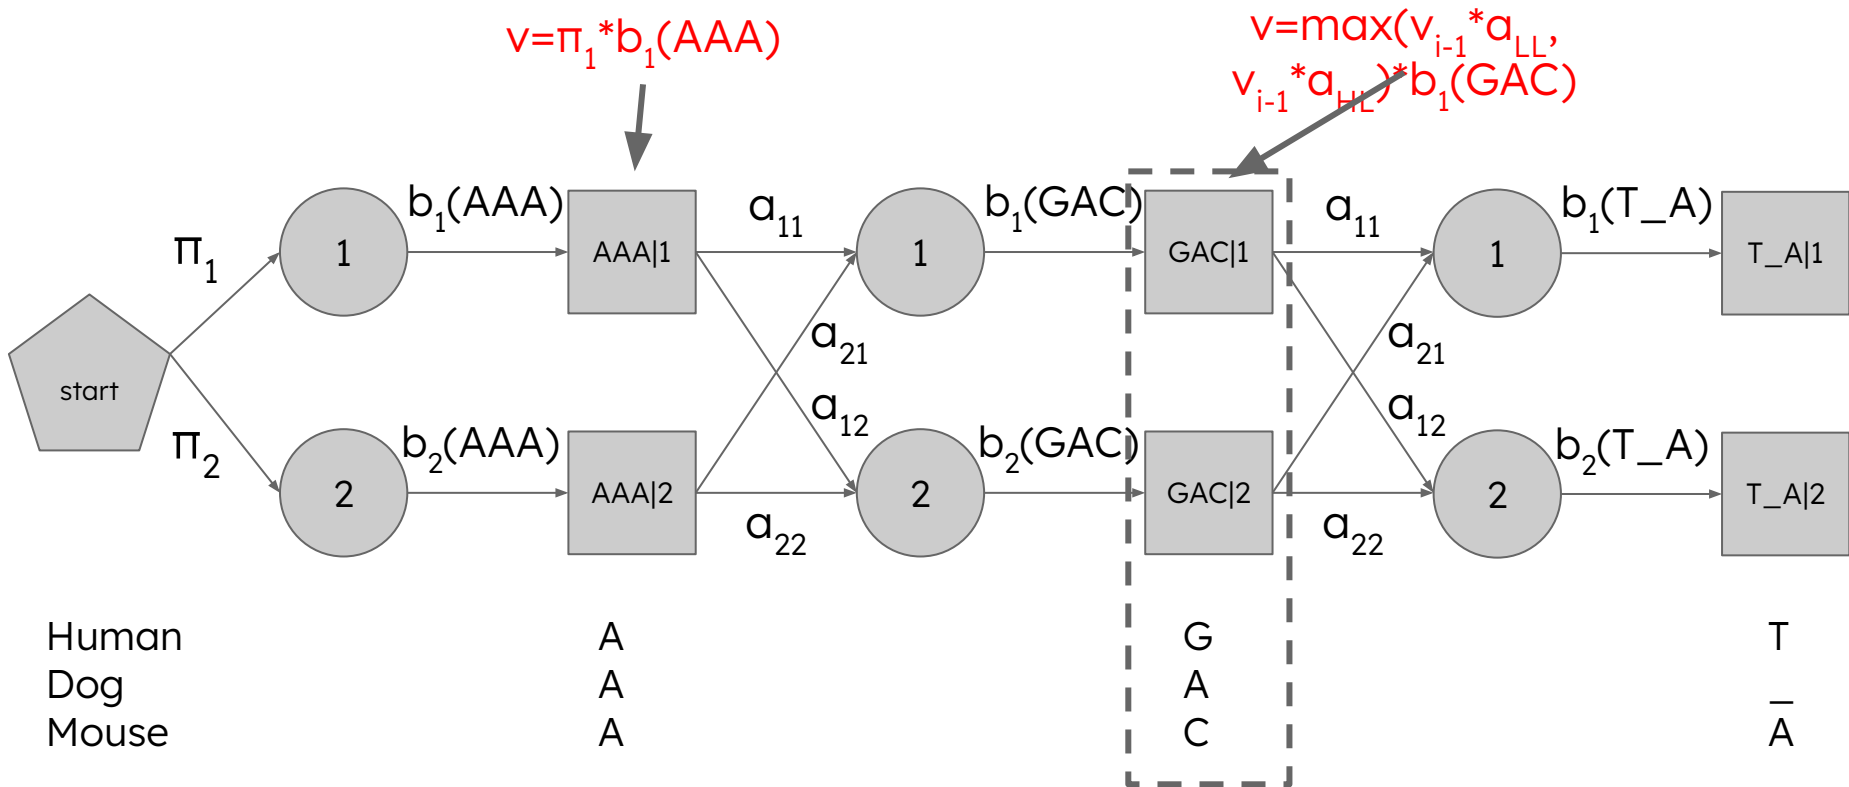 v=π₁*b₁(AAA)
v=max(vᵢ₋₁*a_LL,
vᵢ₋₁*a_HL)*b₁(GAC)
π₁
1
b₁(AAA)
AAA|1
a₁₁
1
b₁(GAC)
GAC|1
a₁₁
1
b₁(T_A)
T_A|1
start
a₂₁
a₂₁
a₁₂
a₁₂
π₂
2
b₂(AAA)
AAA|2
a₂₂
2
b₂(GAC)
GAC|2
a₂₂
2
b₂(T_A)
T_A|2
Human A G T
Dog A A _
Mouse A C A